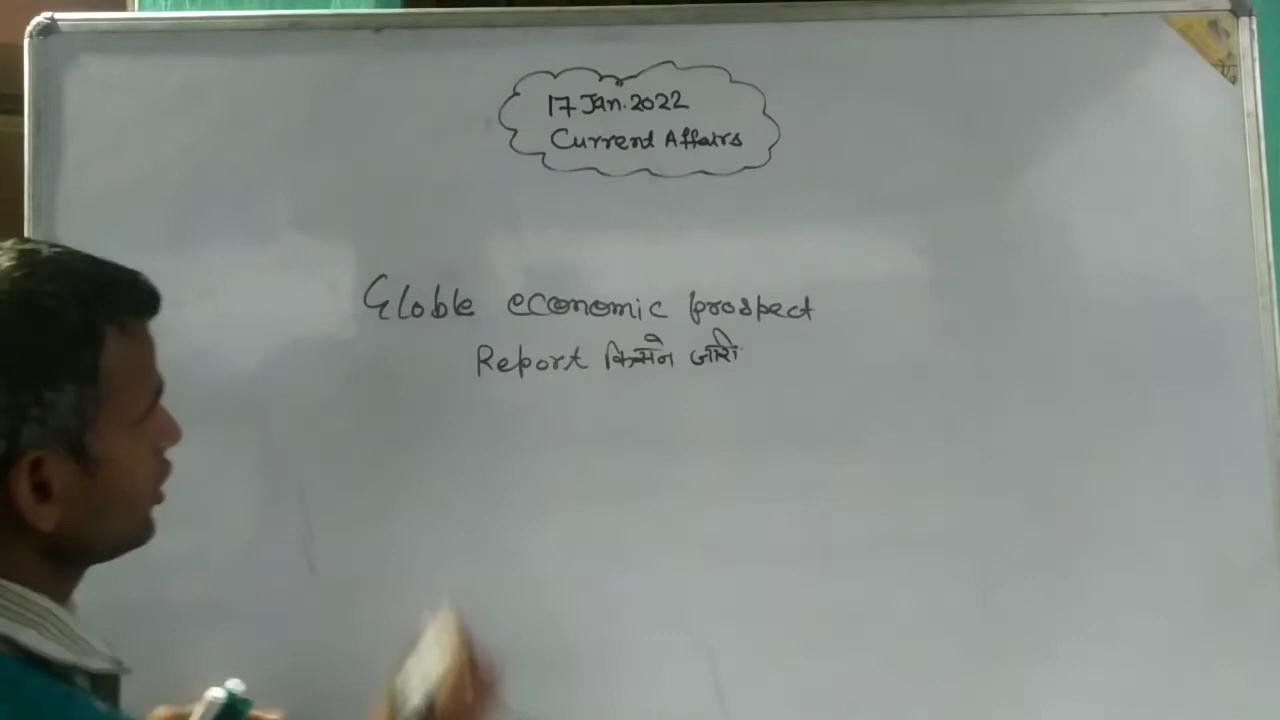 17 Jan. 2022
Current Affairs
Globle economic prospect
Report किसने जारी